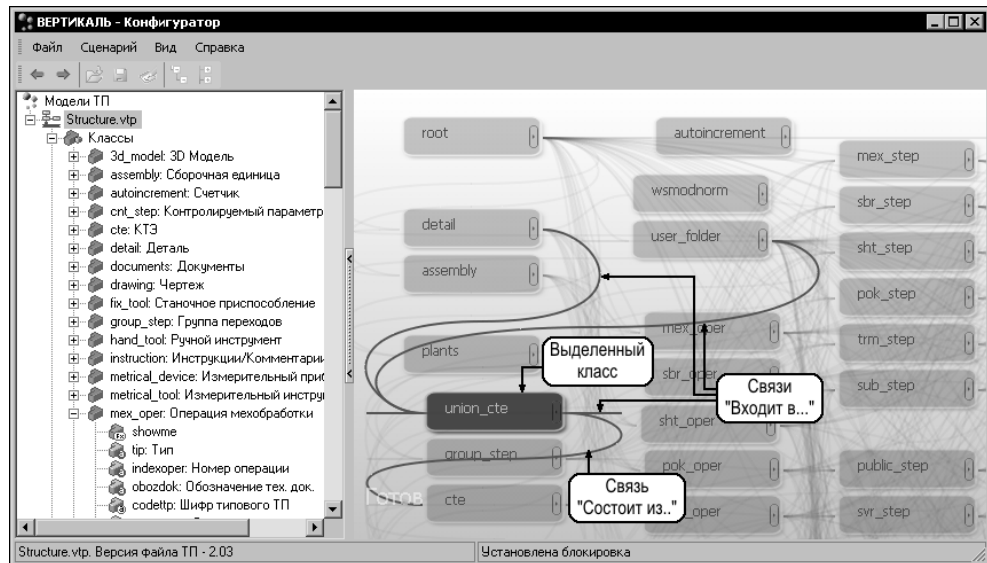 ВЕРТИКАЛЬ - Конфигуратор
Файл Сценарий Вид Справка
Модели ТП
Structure.vtp
Классы
3d_model: 3D Модель
assembly: Сборочная единица
autoincrement: Счетчик
cnt_step: Контролируемый параметр
cte: КТЭ
detail: Деталь
documents: Документы
drawing: Чертеж
fix_tool: Станочное приспособление
group_step: Группа переходов
hand_tool: Ручной инструмент
instruction: Инструкции/Комментарии
metrical_device: Измерительный
metrical_tool: Измерительный
mex_oper: Операция мехобработки
showme
tip: Тип
indexoper: Номер операции
obozdok: Обозначение тех. док.
codettp: Шифр типового ТП
root
autoincrement
mex_step
wsmodnorm
sbr_step
detail
user_folder
sht_step
assembly
pok_step
mex_oper
trm_step
plants
Выделенный
класс
sbr_oper
Связи
"Входит в..."
sub_step
union_cte
sht_oper
group_step
pok_oper
public_step
Готов
cte
Связь
"Состоит из.."
_oper
svr_step
Structure.vtp. Версия файла ТП - 2.03
Установлена блокировка